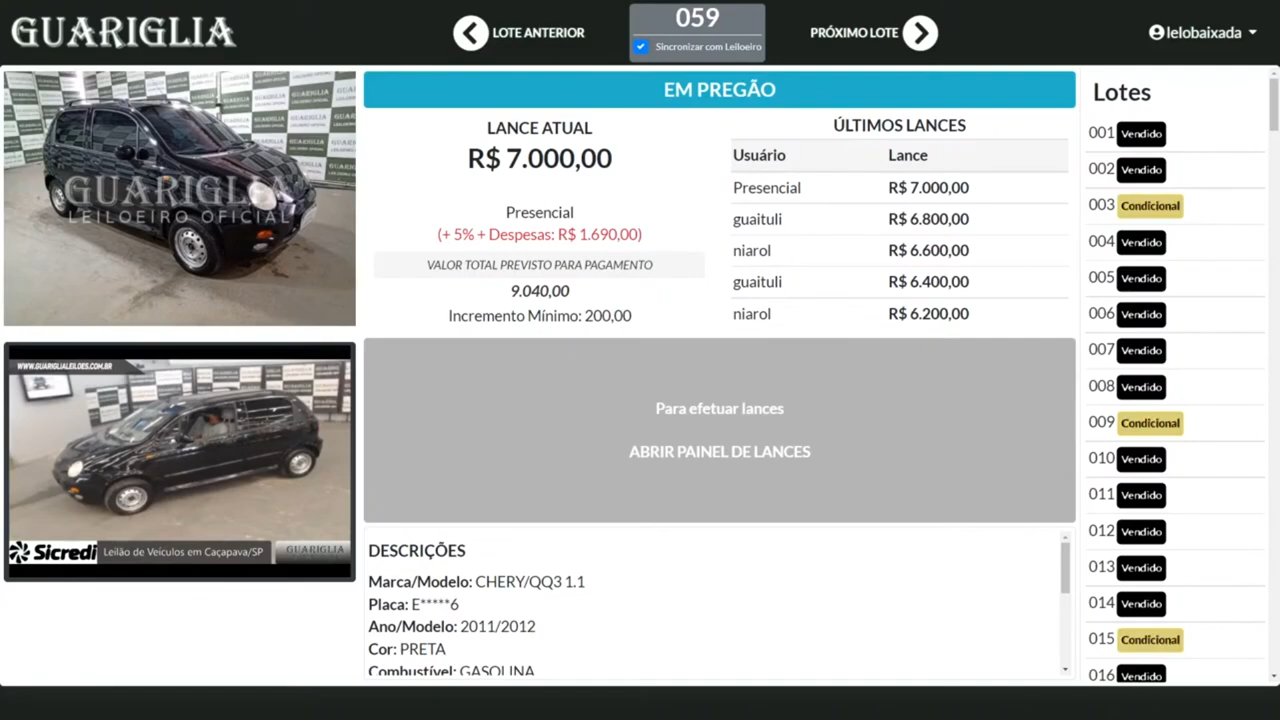 GUARIGLIA
LOTE ANTERIOR
059
Sincronizar com Leiloeiro
PRÓXIMO LOTE
lelobaixada
GUARIGLIA
LEILOEIRO OFICIAL
WWW.GUARIGLIALEILOES.COM.BR
Sicredi
Leilão de Veículos em Caçapava/SP
GUARIGLIA
EM PREGÃO
LANCE ATUAL
R$ 7.000,00
Presencial
(+ 5% + Despesas: R$ 1.690,00)
VALOR TOTAL PREVISTO PARA PAGAMENTO
9.040,00
Incremento Mínimo: 200,00
ÚLTIMOS LANCES
Usuário Lance
Presencial R$ 7.000,00
guaituli R$ 6.800,00
niarol R$ 6.600,00
guaituli R$ 6.400,00
niarol R$ 6.200,00
Para efetuar lances
ABRIR PAINEL DE LANCES
DESCRIÇÕES
Marca/Modelo: CHERY/QQ3 1.1
Placa: E*****6
Ano/Modelo: 2011/2012
Cor: PRETA
Combustível: GASOLINA
Lotes
001 Vendido
002 Vendido
003 Condicional
004 Vendido
005 Vendido
006 Vendido
007 Vendido
008 Vendido
009 Condicional
010 Vendido
011 Vendido
012 Vendido
013 Vendido
014 Vendido
015 Condicional
016 Vendido